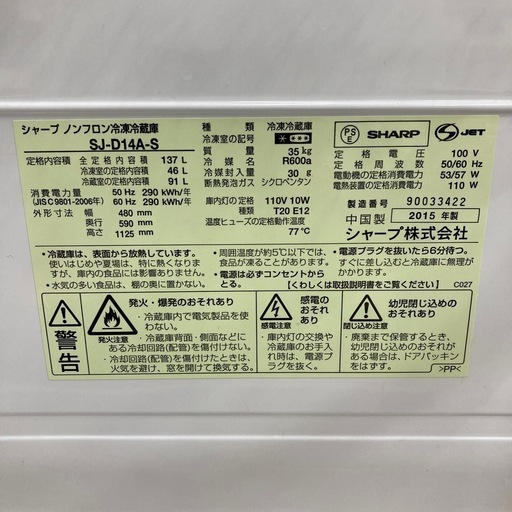 シャープ ノンフロン冷凍冷蔵庫
SJ-D14A-S
定格内容積 全定格内容積 137 L
冷凍室の定格内容積 46 L
冷蔵室の定格内容積 91 L
消費電力量 50 Hz 290 kWh/年
(JIS C 9801-2006年) 60 Hz 290 kWh/年
外形寸法 幅 480 mm
奥行 590 mm
高さ 1125 mm
種類 冷凍冷蔵庫
冷凍室の記号
質量 35 kg
冷媒名 R600a
冷媒封入量 30 g
断熱発泡ガス シクロペンタン
庫内灯の定格 110V 10W
T20 E12
温度ヒューズの定格動作温度
77℃
PS E SHARP S JET
定格電圧 100 V
定格周波数 50/60 Hz
電動機の定格消費電力 53/57 W
電熱装置の定格消費電力 110 W
製造番号 90033422
中国製 2015 年製
シャープ株式会社
・冷蔵庫は、表面から放熱しています。
使いはじめや夏場は、特に熱く感じますが、庫内の食品には影響ありません。
・水気の多い食品は、棚の奥に置かない。
・周囲温度が約5℃以下になると、冷蔵室の食品が凍ることがあります。
・電源は必ずコンセントからとる。
・電源プラグを抜いたら6分待つ。
すぐに差し込むと冷蔵庫に無理がかかります。
【くわしくは取扱説明書をご覧ください】
C027
警告
発火注意
発火・爆発のおそれあり
・冷蔵庫内で電気製品を使わない。
・冷蔵庫背面・側面などにある冷却回路(配管)を傷付けない。
・冷却回路(配管)を傷付けたときは、火気を避け、窓を開けて換気する。
感電注意
感電のおそれあり
・庫内灯の交換やお手入れ時は、電源プラグを抜く。
閉じ込め注意
幼児閉じ込めのおそれあり
・廃棄まで保管するとき、幼児閉じ込めのおそれがある場合は、ドアパッキンをはずす。
>PP<